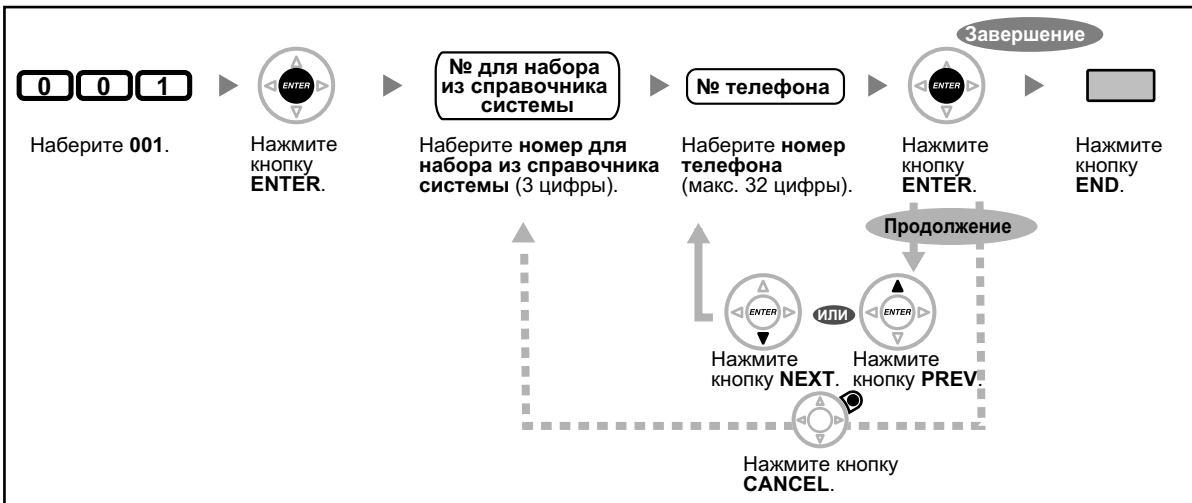 Завершение
0 0 1
ENTER
№ для набора
из справочника
системы
№ телефона
ENTER
Наберите 001.
Нажмите
кнопку
ENTER.
Наберите номер для
набора из справочника
системы (3 цифры).
Наберите номер
телефона
(макс. 32 цифры).
Нажмите
кнопку
ENTER.
Нажмите
кнопку
END.
Продолжение
ENTER
или
ENTER
Нажмите
кнопку NEXT.
Нажмите
кнопку PREV.
Нажмите кнопку
CANCEL.